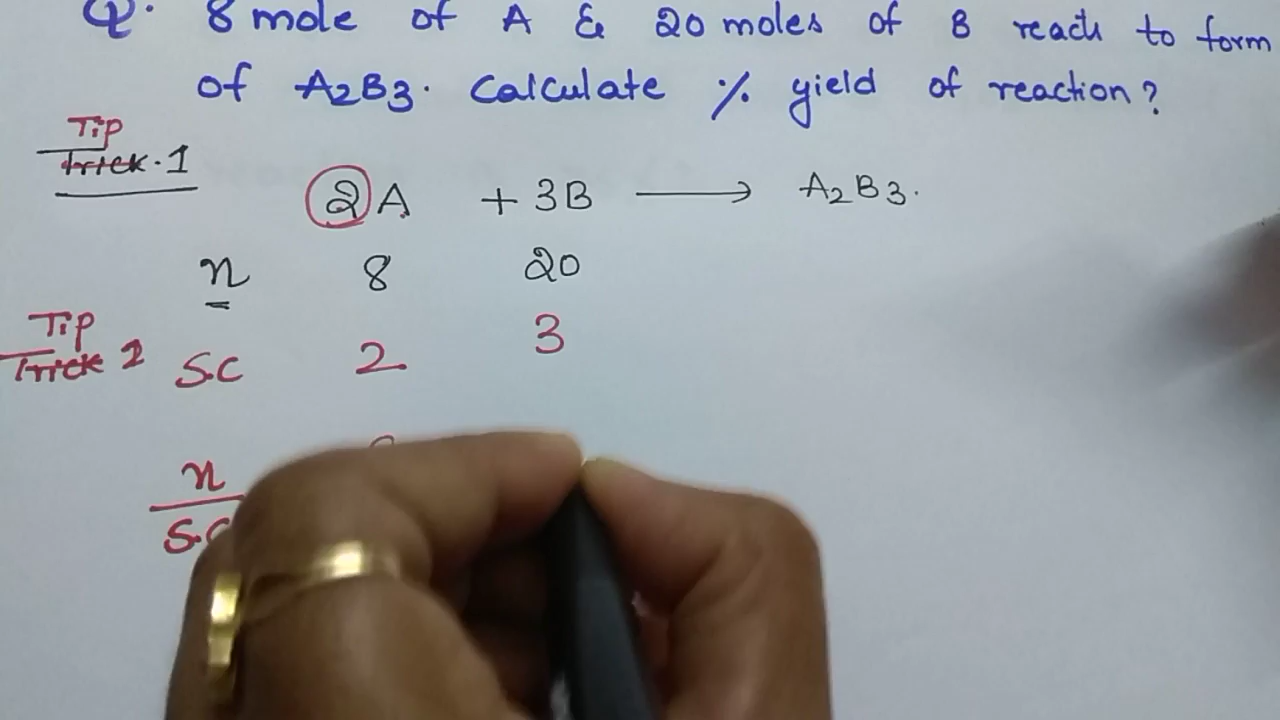 Q. 8 mole of A & 20 moles of B reach to form
of A2B3. Calculate % yield of reaction?
Tip
Trick. 1
2A + 3B ⟶ A2B3.
n 8 20
Tip
Trick 2 S.C 2 3
n
S.C